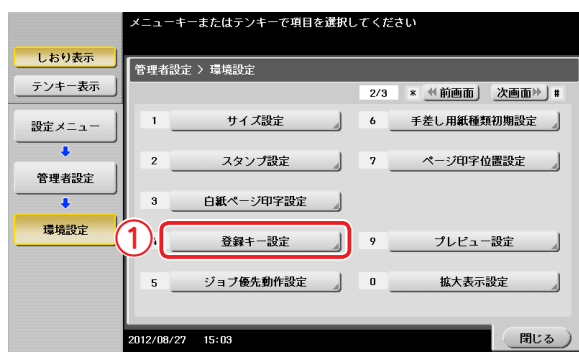 メニューキーまたはテンキーで項目を選択してください
しおり表示
テンキー表示
設定メニュー
管理者設定
環境設定
管理者設定 > 環境設定
2/3 * 前画面 次画面 #
1 サイズ設定 6 手差し用紙種類初期設定
2 スタンプ設定 7 ページ印字位置設定
3 白紙ページ印字設定
① 登録キー設定 9 プレビュー設定
5 ジョブ優先動作設定 0 拡大表示設定
2012/08/27 15:03 閉じる